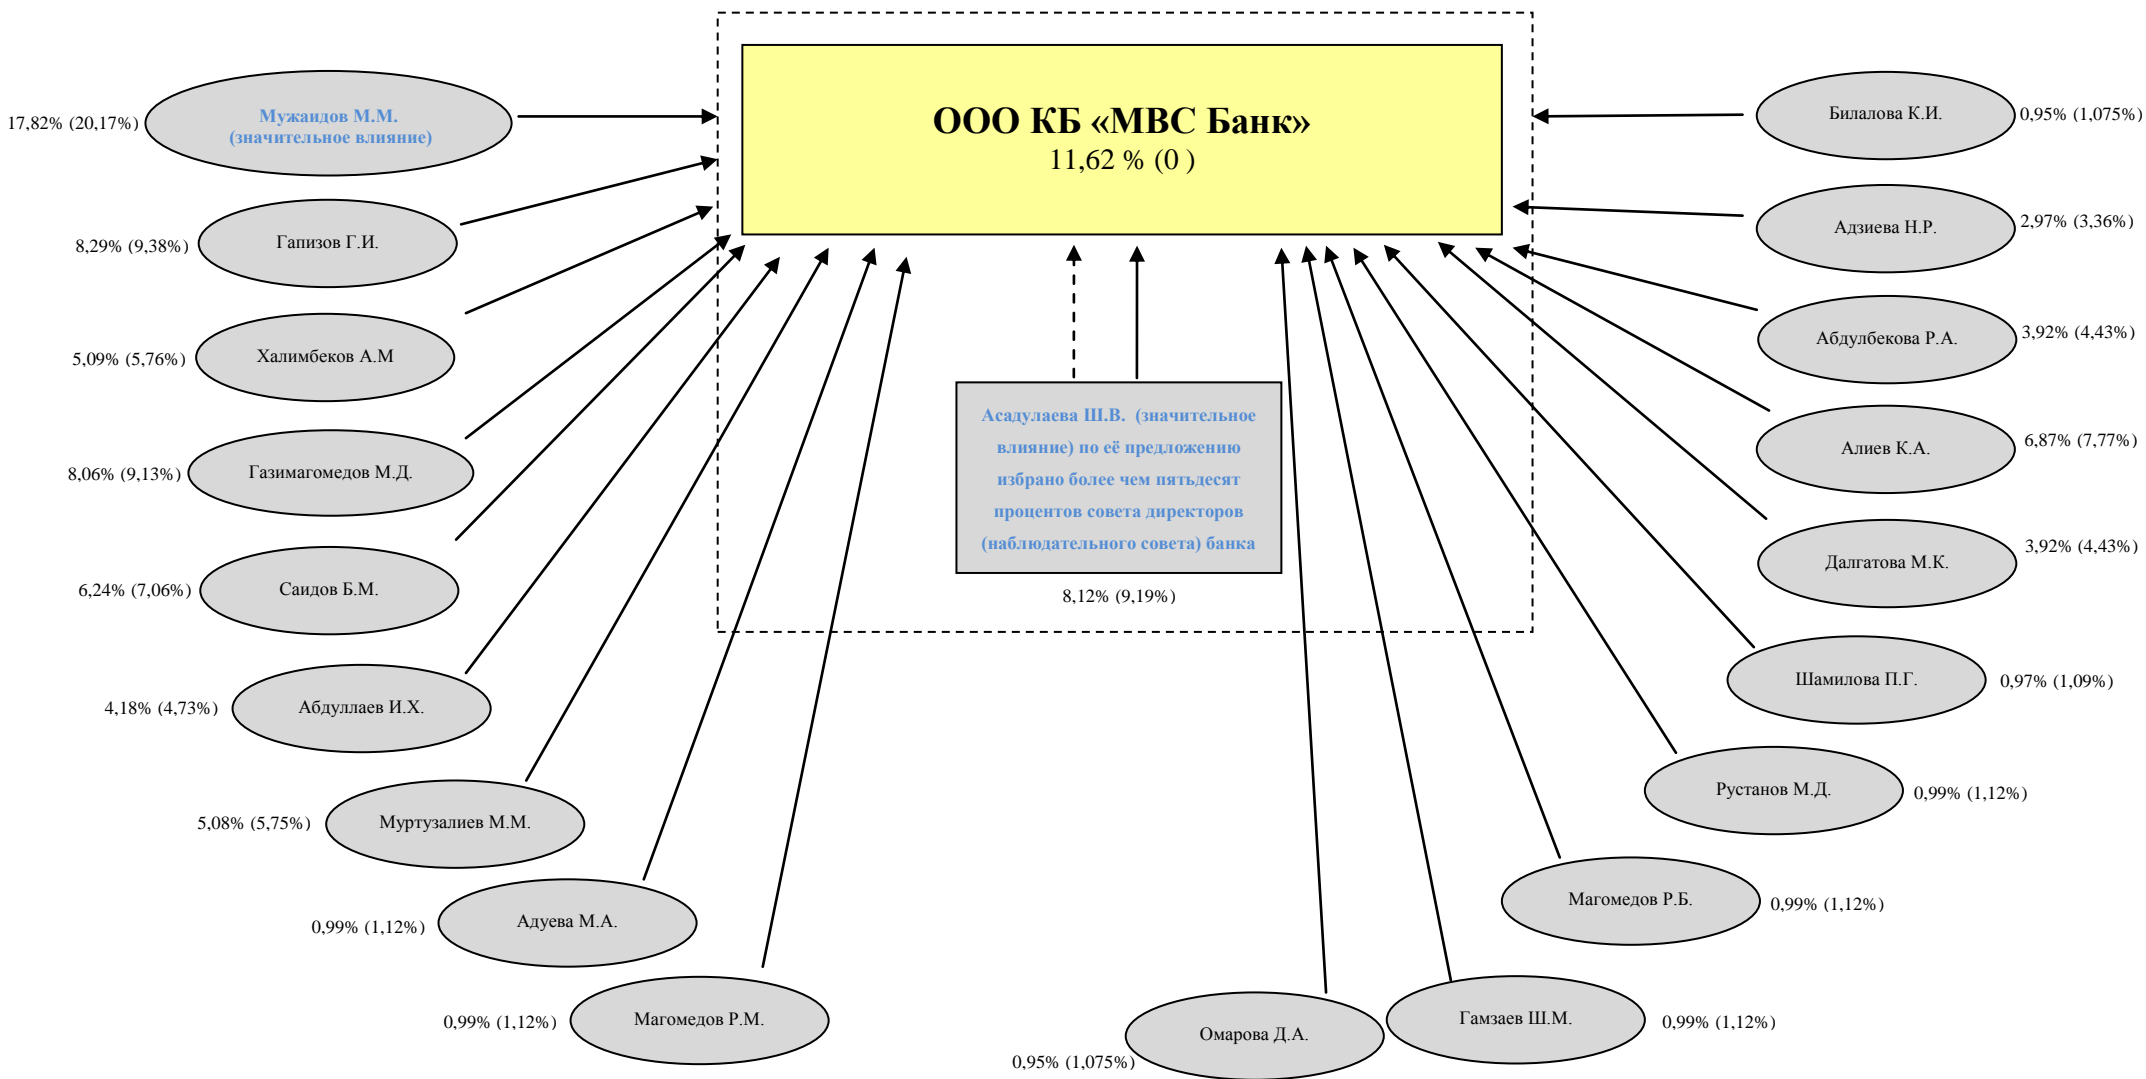 ООО КБ «МВС Банк»
11,62 % (0 )
17,82% (20,17%)
Мужаидов М.М.
(значительное влияние)
8,29% (9,38%)
Гапизов Г.И.
5,09% (5,76%)
Халимбеков А.М
8,06% (9,13%)
Газимагомедов М.Д.
6,24% (7,06%)
Саидов Б.М.
4,18% (4,73%)
Абдуллаев И.Х.
5,08% (5,75%)
Муртузалиев М.М.
0,99% (1,12%)
Адуева М.А.
0,99% (1,12%)
Магомедов Р.М.
Асадулаева Ш.В. (значительное
влияние) по её предложению
избрано более чем пятьдесят
процентов совета директоров
(наблюдательного совета) банка
8,12% (9,19%)
Билалова К.И.
0,95% (1,075%)
Адзиева Н.Р.
2,97% (3,36%)
Абдулбекова Р.А.
3,92% (4,43%)
Алиев К.А.
6,87% (7,77%)
Далгатова М.К.
3,92% (4,43%)
Шамилова П.Г.
0,97% (1,09%)
Рустанов М.Д.
0,99% (1,12%)
Магомедов Р.Б.
0,99% (1,12%)
Гамзаев Ш.М.
0,99% (1,12%)
Омарова Д.А.
0,95% (1,075%)